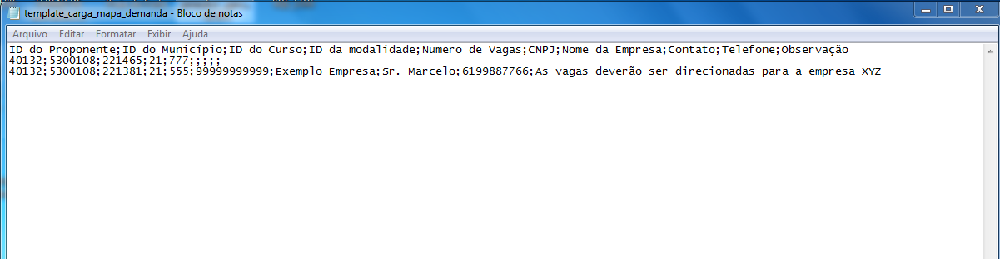 template_carga_mapa_demanda - Bloco de notas
Arquivo Editar Formatar Exibir Ajuda
ID do Proponente;ID do Município;ID do Curso;ID da modalidade;Numero de Vagas;CNPJ;Nome da Empresa;Contato;Telefone;Observação
40132;5300108;221465;21;777;;;;;
40132;5300108;221381;21;555;99999999999;Exemplo Empresa;Sr. Marcelo;6199887766;As vagas deverão ser direcionadas para a empresa XYZ